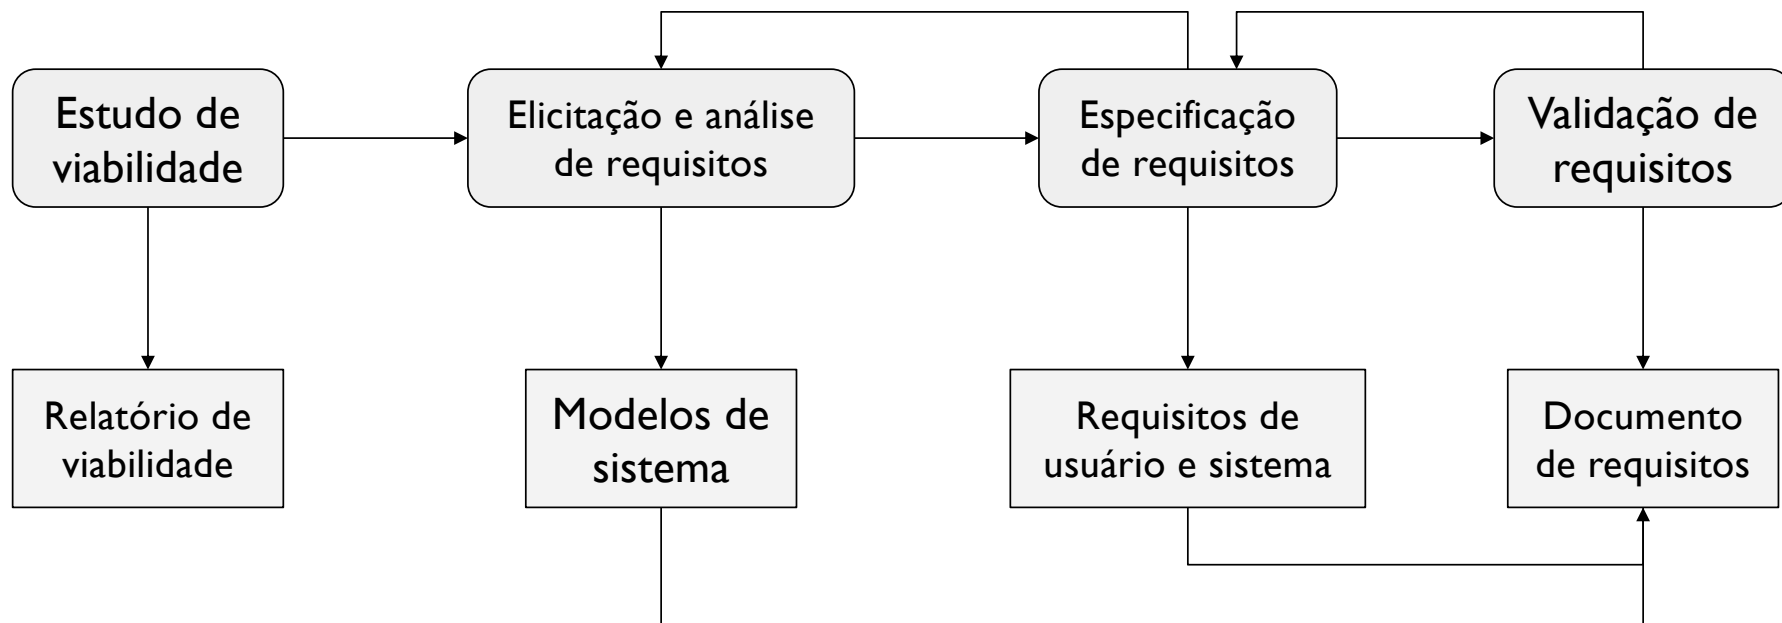 Estudo de
viabilidade
Elicitação e análise
de requisitos
Especificação
de requisitos
Validação de
requisitos
Relatório de
viabilidade
Modelos de
sistema
Requisitos de
usuário e sistema
Documento
de requisitos